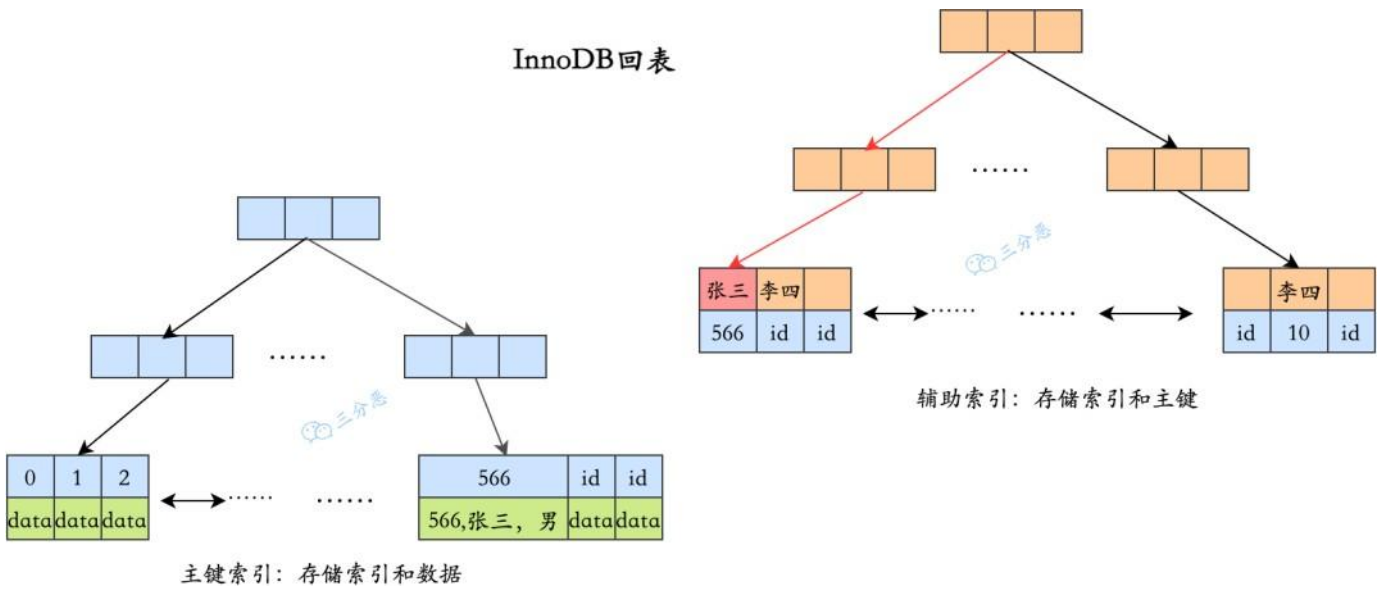 InnoDB回表
三分恶
张三 李四
566 id id
······ ······
李四
id 10 id
辅助索引：存储索引和主键
······
三分恶
0 1 2
data data data
······ ······
566 id id
566,张三，男 data data
主键索引：存储索引和数据